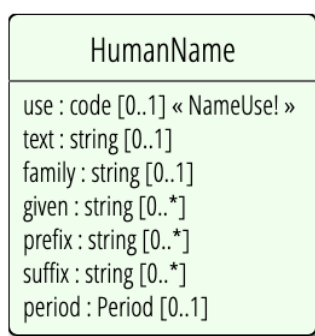 HumanName
use : code [0..1] « NameUse! »
text : string [0..1]
family : string [0..1]
given : string [0..*]
prefix : string [0..*]
suffix : string [0..*]
period : Period [0..1]